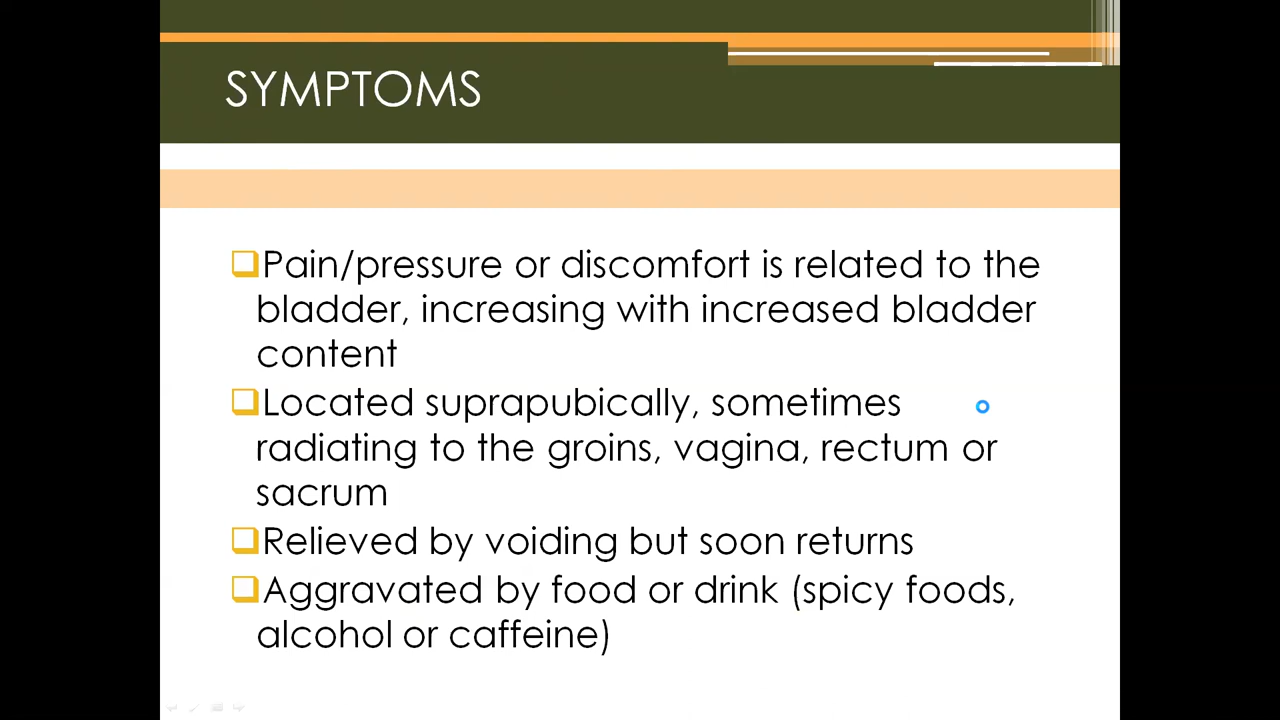 SYMPTOMS
Pain/pressure or discomfort is related to the
bladder, increasing with increased bladder
content
Located suprapubically, sometimes
radiating to the groins, vagina, rectum or
sacrum
Relieved by voiding but soon returns
Aggravated by food or drink (spicy foods,
alcohol or caffeine)